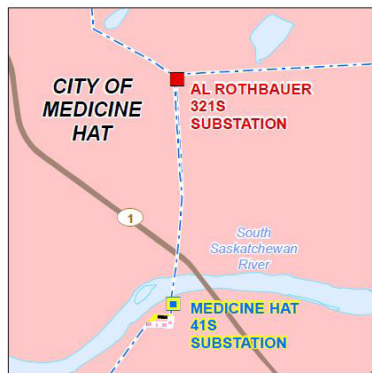 CITY OF
MEDICINE
HAT
AL ROTHBAUER
321S
SUBSTATION
1
South
Saskatchewan
River
MEDICINE HAT
41S
SUBSTATION